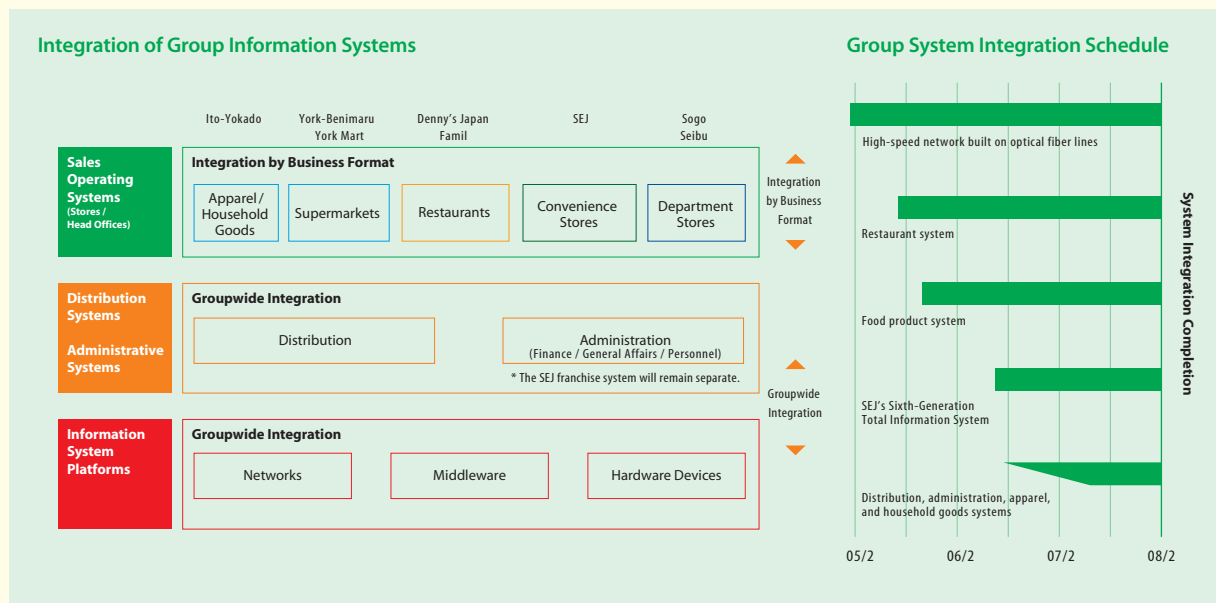 Integration of Group Information Systems
Ito-Yokado
York-Benimaru
York Mart
Denny's Japan
Famil
SEJ
Sogo
Seibu
Sales
Operating
Systems
(Stores /
Head Offices)
Integration by Business Format
Apparel /
Household
Goods
Supermarkets
Restaurants
Convenience
Stores
Department
Stores
Integration
by Business
Format
Distribution
Systems
Administrative
Systems
Groupwide Integration
Distribution
Administration
(Finance / General Affairs / Personnel)
* The SEJ franchise system will remain separate.
Groupwide
Integration
Information
System
Platforms
Groupwide Integration
Networks
Middleware
Hardware Devices
Group System Integration Schedule
High-speed network built on optical fiber lines
Restaurant system
Food product system
SEJ's Sixth-Generation
Total Information System
Distribution, administration, apparel,
and household goods systems
05/2
06/2
07/2
08/2
System Integration Completion